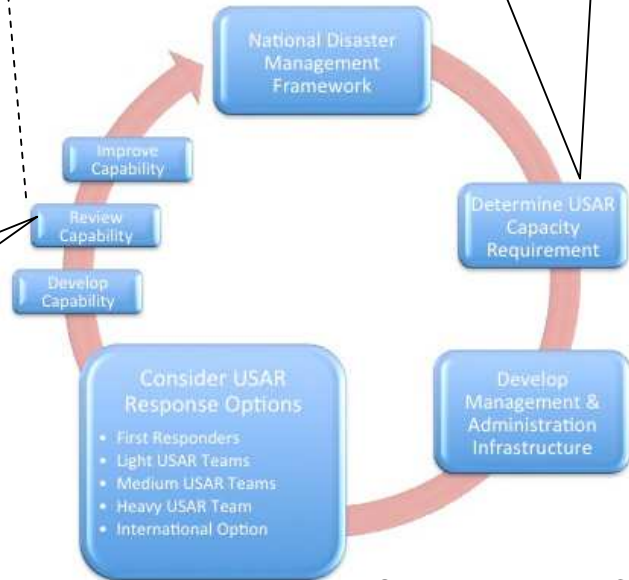 National Disaster
Management
Framework
Determine USAR
Capacity
Requirement
Develop
Management &
Administration
Infrastructure
Consider USAR
Response Options
• First Responders
• Light USAR Teams
• Medium USAR Teams
• Heavy USAR Team
• International Option
Develop
Capability
Review
Capability
Improve
Capability